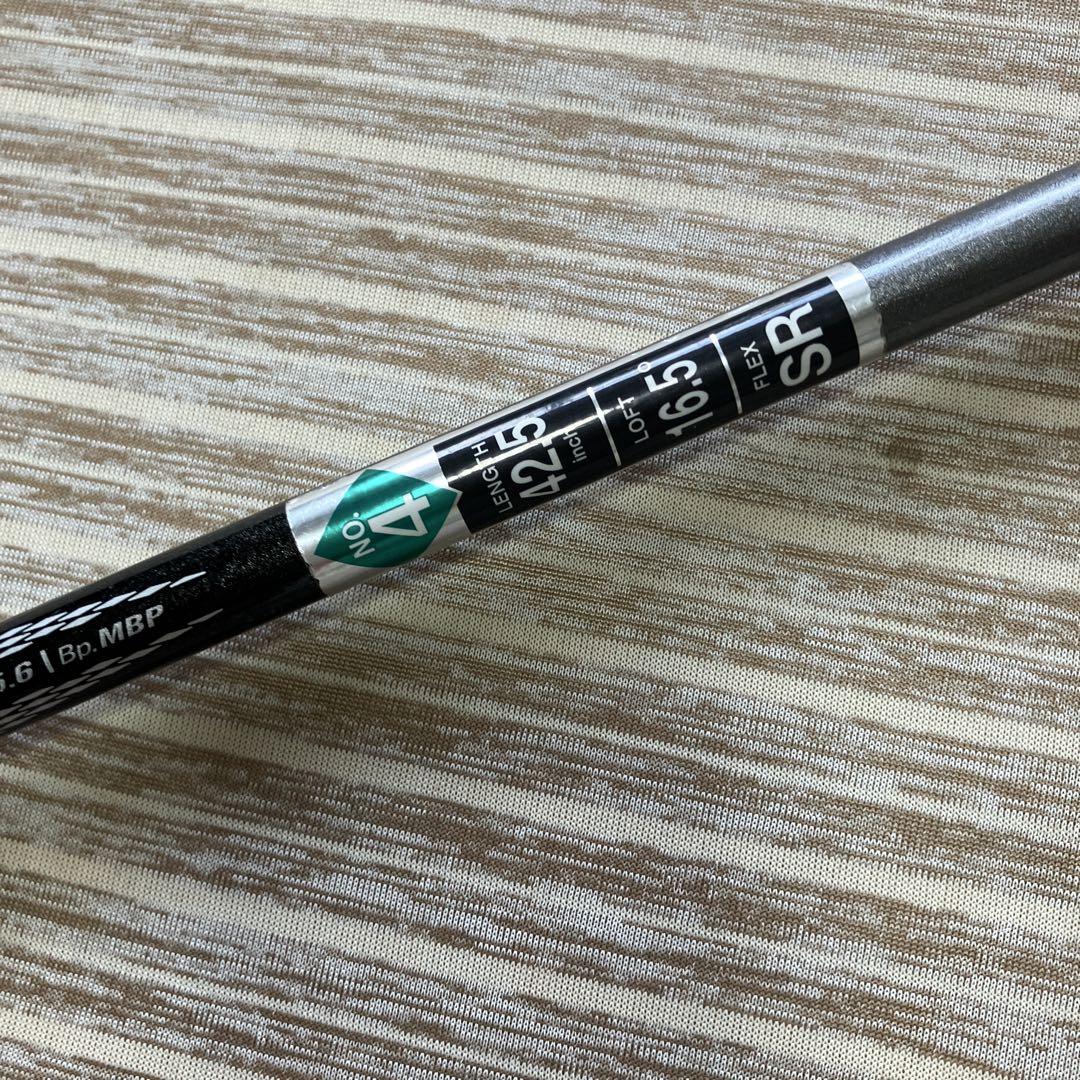 .6 | Bp.MBP
NO.
4
LENGTH
42.5
inch
LOFT
16.5°
FLEX
SR